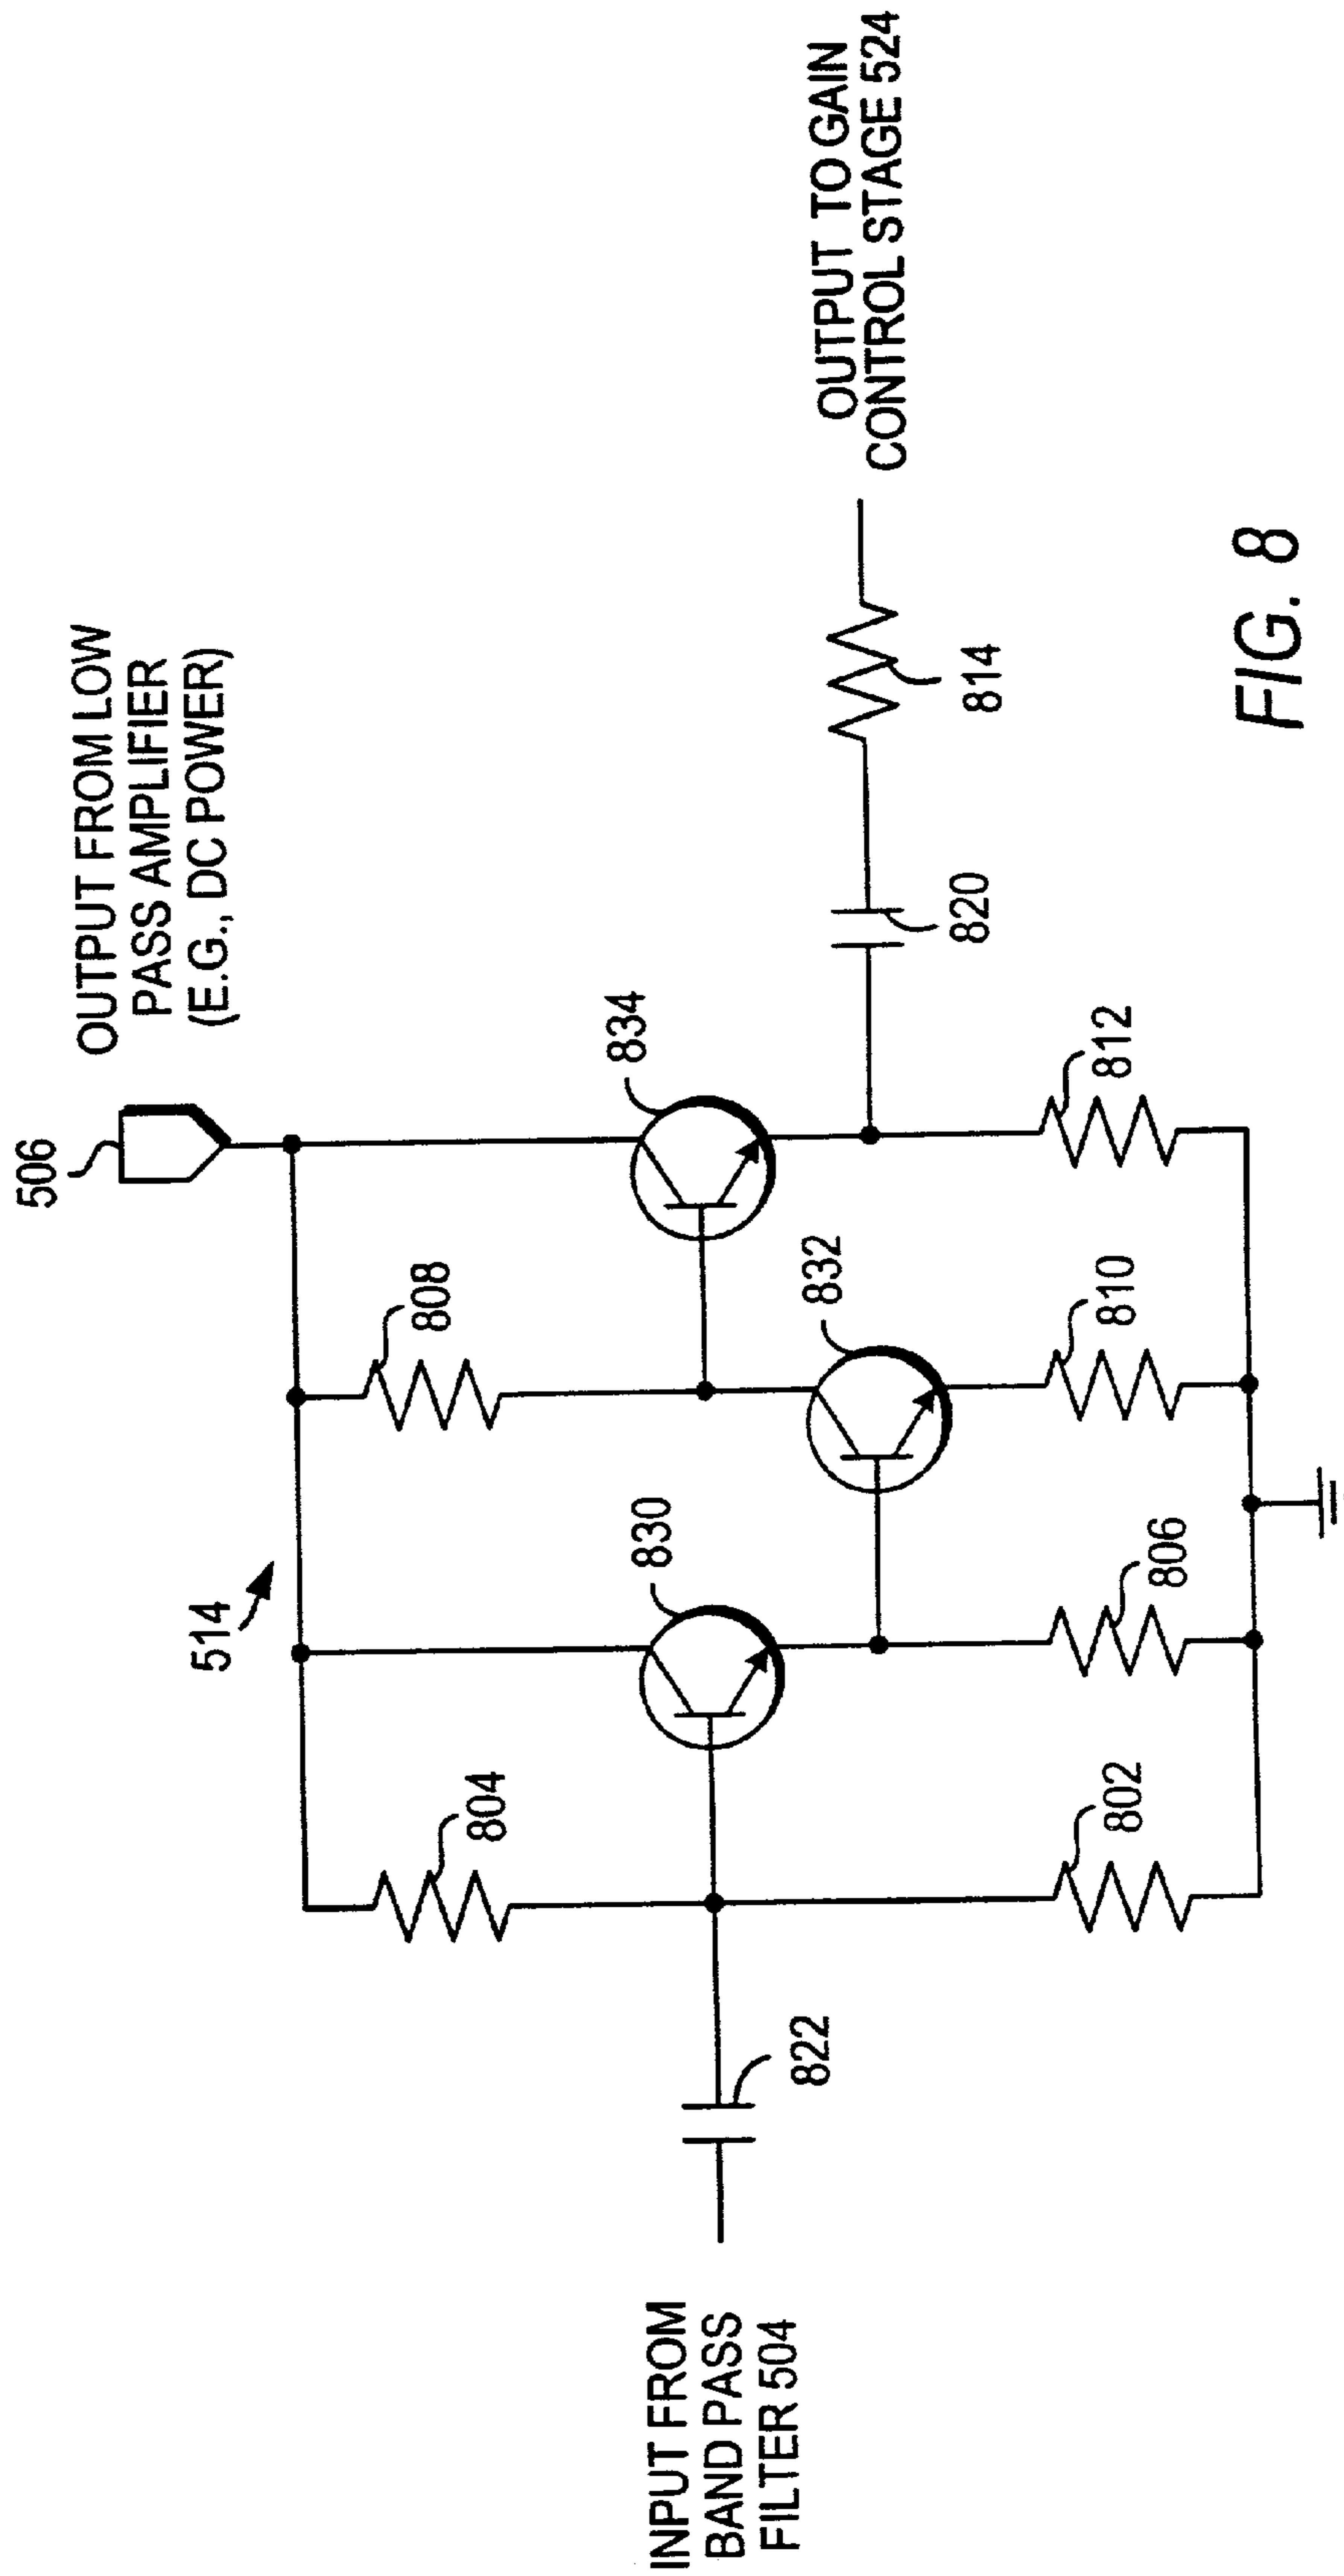 506
OUTPUT FROM LOW
PASS AMPLIFIER
(E.G., DC POWER)
514
804
808
830
834
832
INPUT FROM
BAND PASS
FILTER 504
822
802
806
810
812
820
814
OUTPUT TO GAIN
CONTROL STAGE 524
FIG. 8